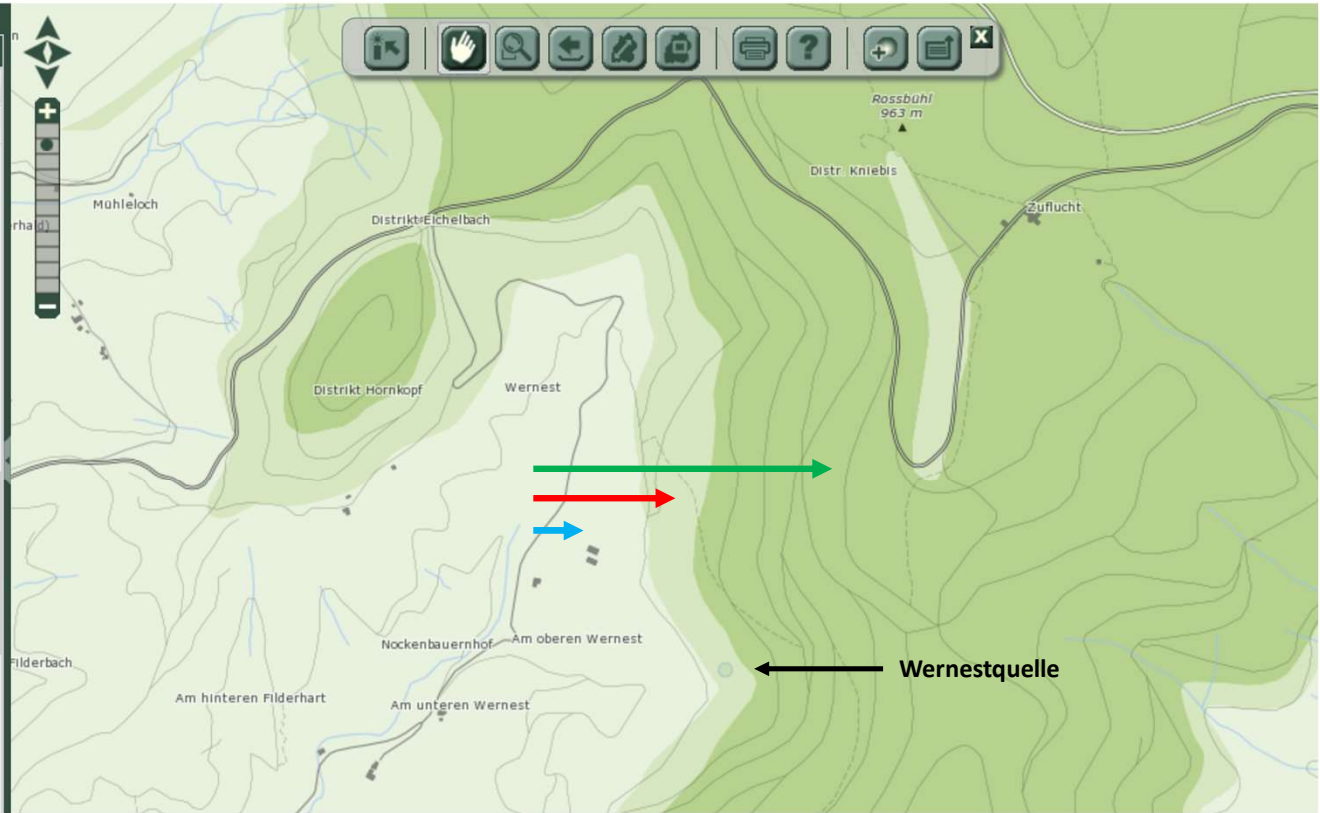 n
Rossbühl
963 m
Distr. Kniebis
Mühleloch
Zuflucht
Distrikt Eichelbach
rhald)
Distrikt Hornkopf
Wernest
Nockenbauernhof
Am oberen Wernest
Filderbach
Wernestquelle
Am hinteren Filderhart
Am unteren Wernest